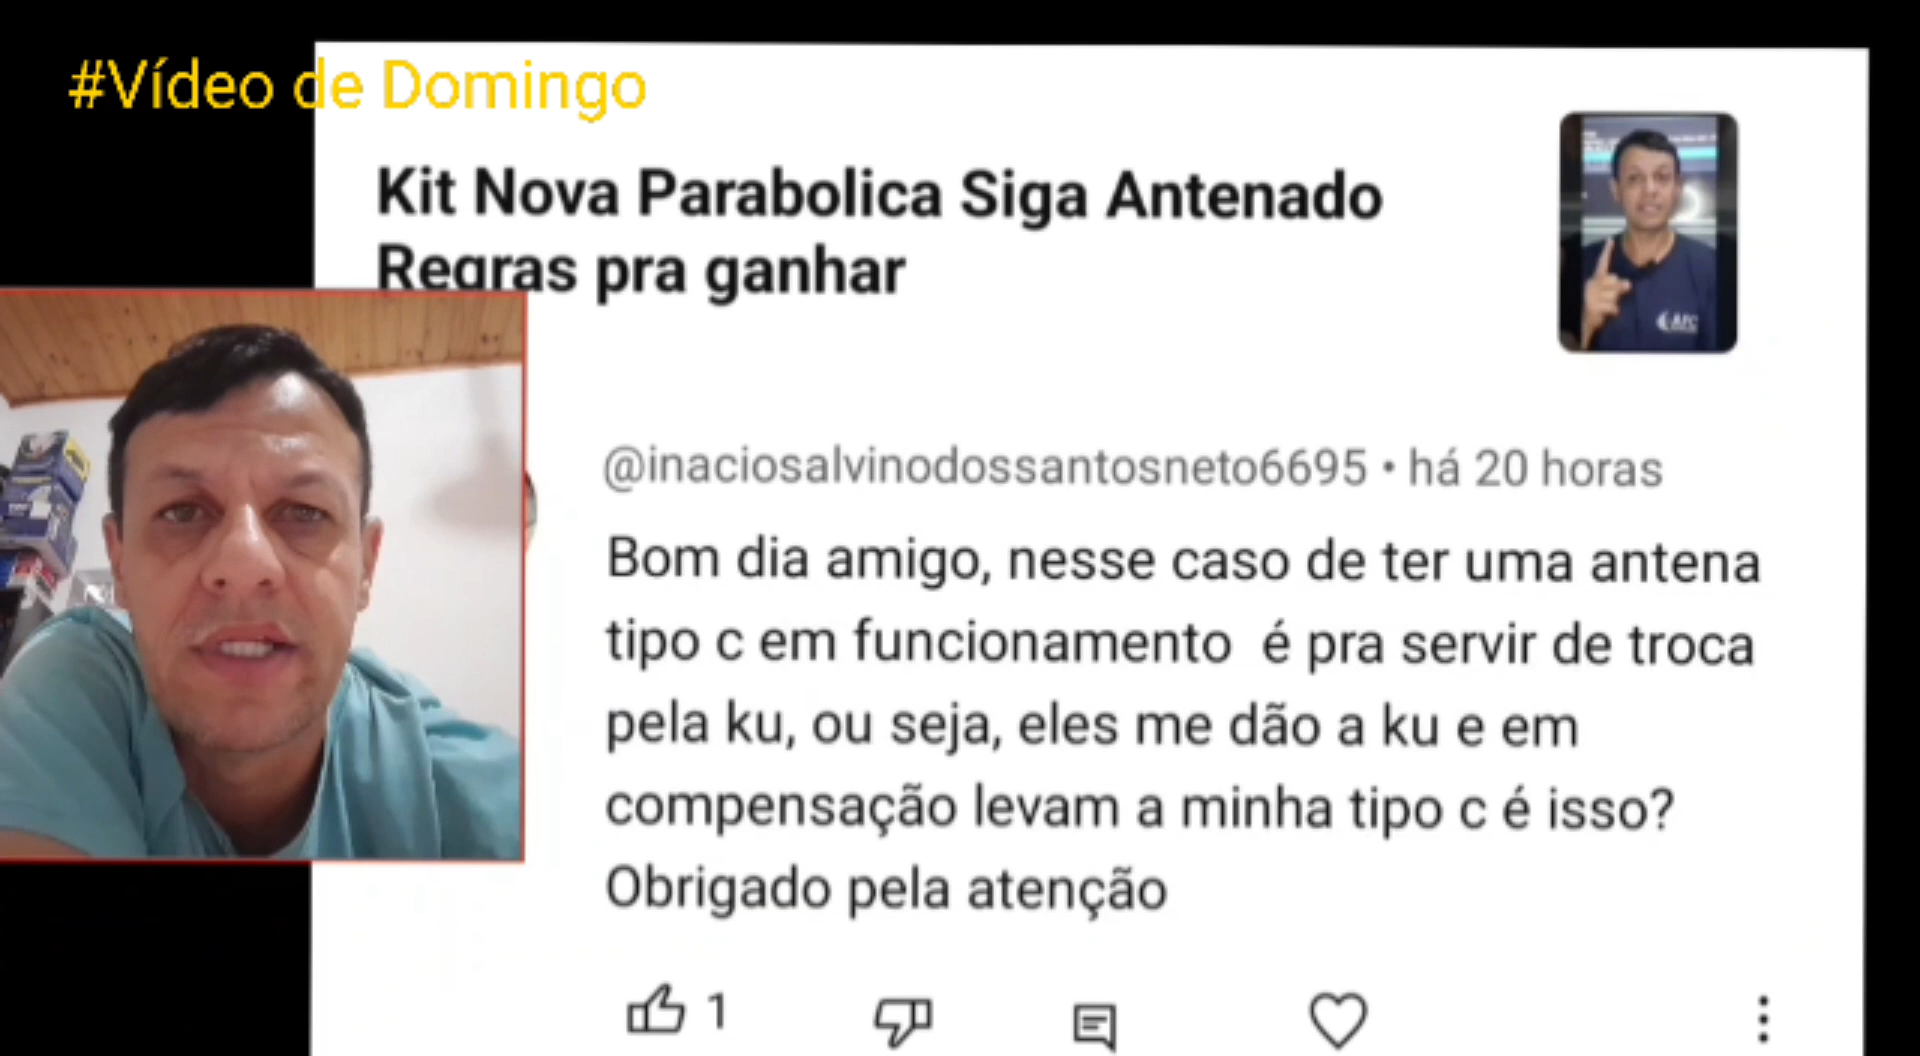 #Vídeo de Domingo
Kit Nova Parabolica Siga Antenado
Regras pra ganhar
@inaciosalvinodossantosneto6695 • há 20 horas
Bom dia amigo, nesse caso de ter uma antena
tipo c em funcionamento é pra servir de troca
pela ku, ou seja, eles me dão a ku e em
compensação levam a minha tipo c é isso?
Obrigado pela atenção
1